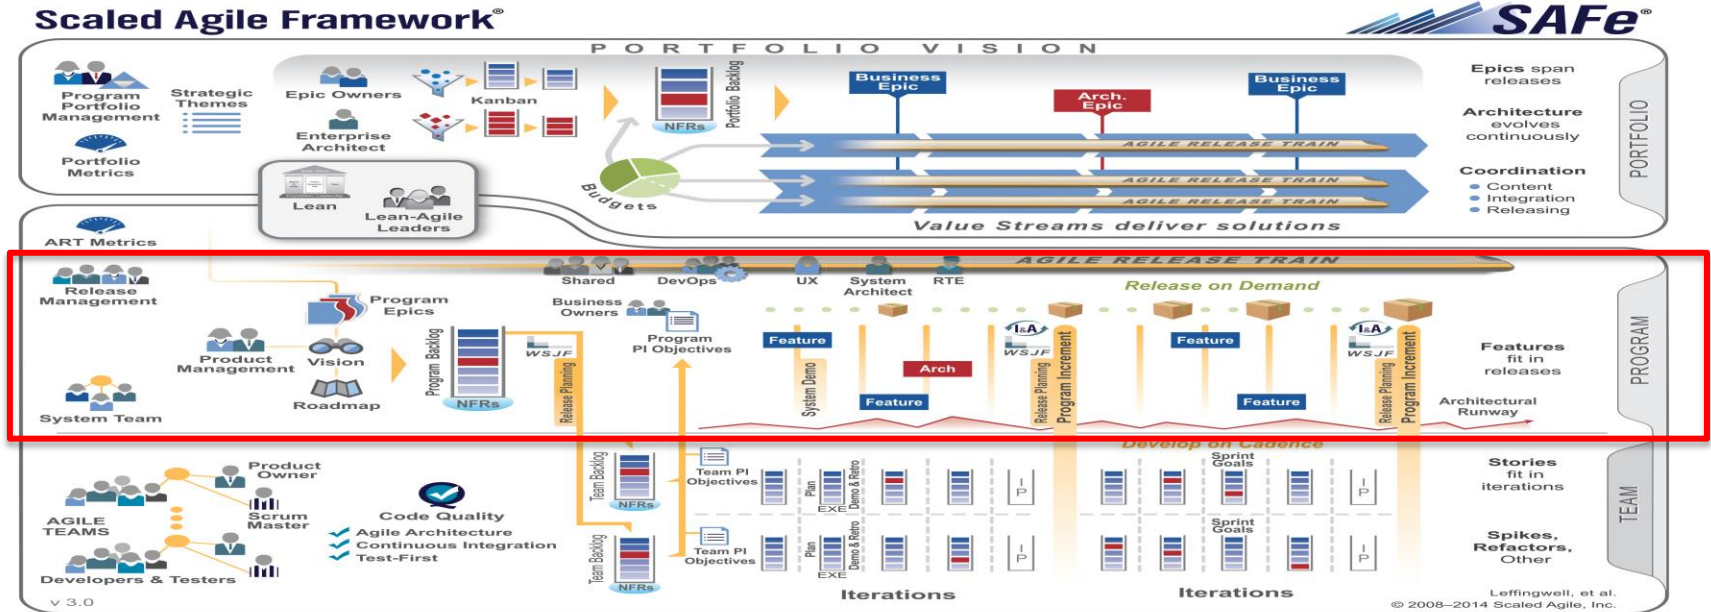 Scaled Agile Framework®
SAFe®
PORTFOLIO VISION
Program
Portfolio
Management
Strategic
Themes
Portfolio
Metrics
Epic Owners
Kanban
Enterprise
Architect
Portfolio Backlog
NFRs
Budgets
Business
Epic
Arch.
Epic
Business
Epic
AGILE RELEASE TRAIN
AGILE RELEASE TRAIN
AGILE RELEASE TRAIN
Value Streams deliver solutions
Epics span
releases
Architecture
evolves
continuously
Coordination
Content
Integration
Releasing
PORTFOLIO
Lean
Lean-Agile
Leaders
ART Metrics
Release
Management
Program
Epics
Product
Management
Vision
Roadmap
System Team
Program Backlog
NFRs
WSJF
Release Planning
Shared
DevOps
UX
System
Architect
RTE
AGILE RELEASE TRAIN
Business
Owners
Program
PI Objectives
Release on Demand
Feature
System Demo
Feature
Arch
I&A
WSJF
Release Planning
Program Increment
Feature
Feature
I&A
WSJF
Release Planning
Program Increment
Features
fit in
releases
Architectural
Runway
PROGRAM
Develop on Cadence
AGILE
TEAMS
Product
Owner
Scrum
Master
Developers & Testers
Code Quality
Agile Architecture
Continuous Integration
Test-First
Team Backlog
NFRs
Team PI
Objectives
Plan
EXE
Demo & Retro
I
P
Sprint
Goals
I
P
Team Backlog
NFRs
Team PI
Objectives
Plan
EXE
Demo & Retro
I
P
Sprint
Goals
I
P
Iterations
Iterations
Stories
fit in
iterations
Spikes,
Refactors,
Other
TEAM
v 3.0
Leffingwell, et al.
© 2008–2014 Scaled Agile, Inc.